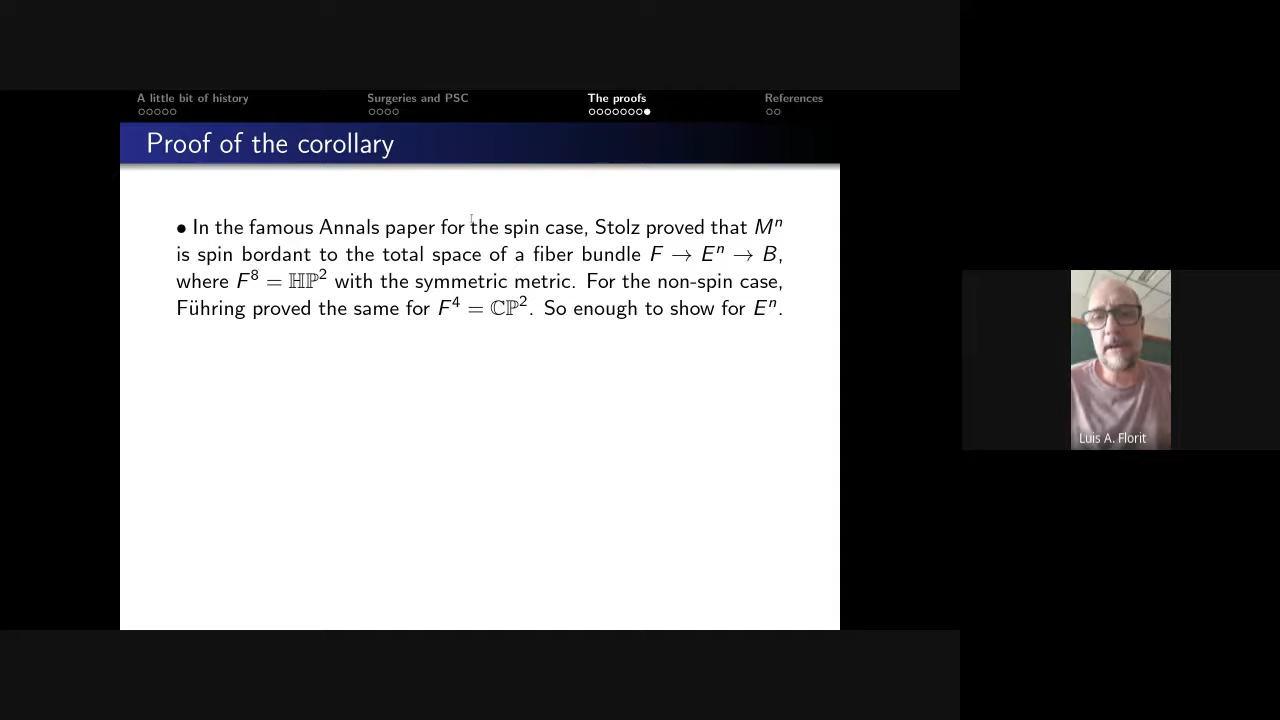 A little bit of history Surgeries and PSC The proofs References
Proof of the corollary
• In the famous Annals paper for the spin case, Stolz proved that Mⁿ
is spin bordant to the total space of a fiber bundle F → Eⁿ → B,
where F⁸ = ℍℙ² with the symmetric metric. For the non-spin case,
Führing proved the same for F⁴ = ℂℙ². So enough to show for Eⁿ.
Luis A. Florit